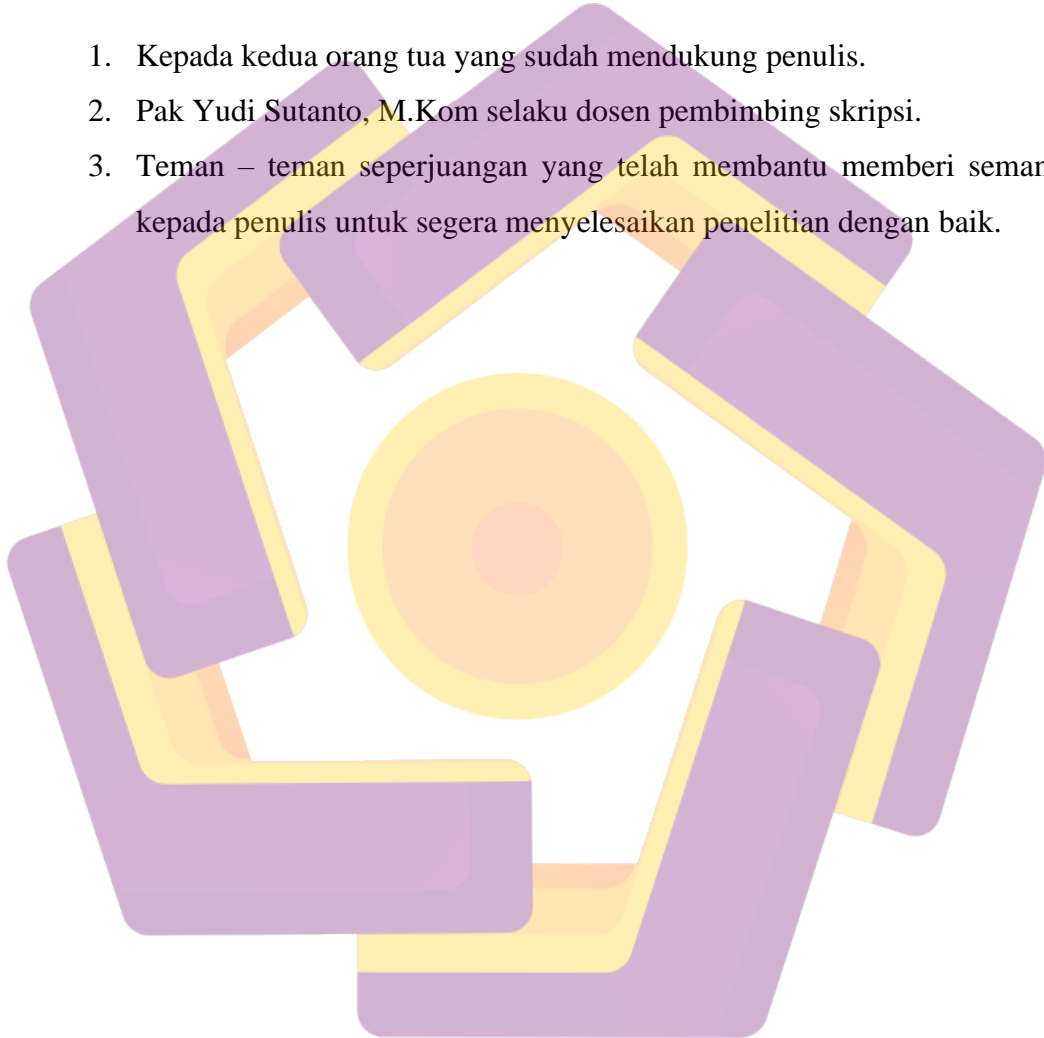 1. Kepada kedua orang tua yang sudah mendukung penulis.
2. Pak Yudi Sutanto, M.Kom selaku dosen pembimbing skripsi.
3. Teman – teman seperjuangan yang telah membantu memberi seman
kepada penulis untuk segera menyelesaikan penelitian dengan baik.